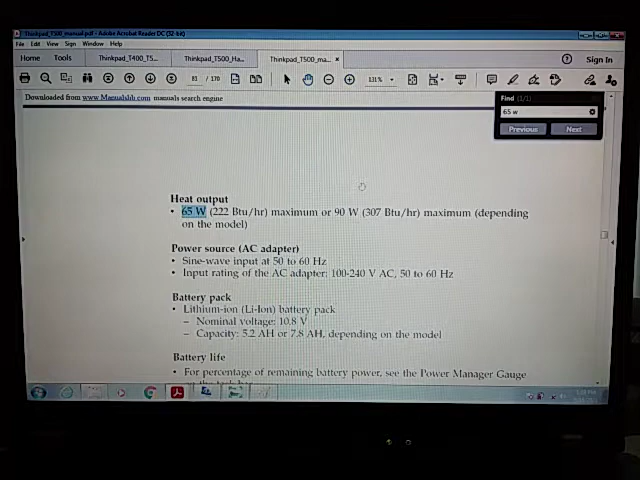 Thinkpad_T500_manual.pdf - Adobe Acrobat Reader DC (32-bit)
File Edit View Sign Window Help
Home Tools Thinkpad_T400_T5... Thinkpad_T500_Ha... Thinkpad_T500_ma... × Sign In
81 / 170 131%
Downloaded from www.Manualslib.com manuals search engine
Find (1/1)
65 w
Previous Next
Heat output
• 65 W (222 Btu/hr) maximum or 90 W (307 Btu/hr) maximum (depending
on the model)
Power source (AC adapter)
• Sine-wave input at 50 to 60 Hz
• Input rating of the AC adapter: 100-240 V AC, 50 to 60 Hz
Battery pack
• Lithium-ion (Li-Ion) battery pack
– Nominal voltage: 10.8 V
– Capacity: 5.2 AH or 7.8 AH, depending on the model
Battery life
• For percentage of remaining battery power, see the Power Manager Gauge